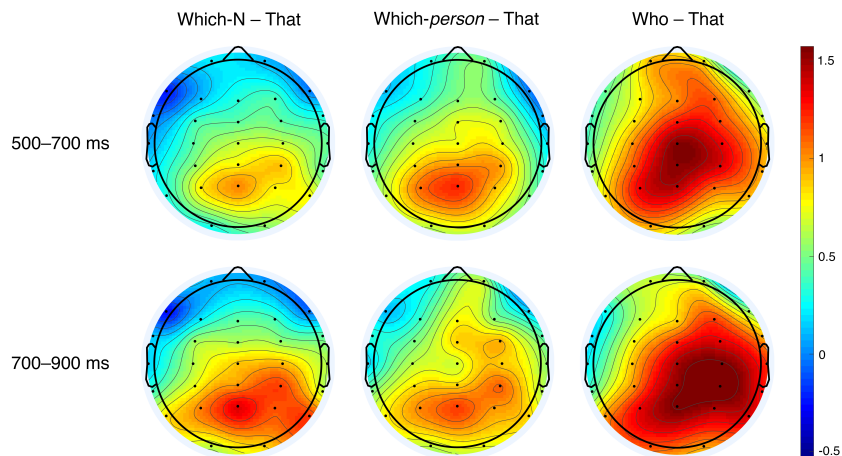 Which-N – That
Which-person – That
Who – That
500–700 ms
700–900 ms
1.5
1
0.5
0
-0.5